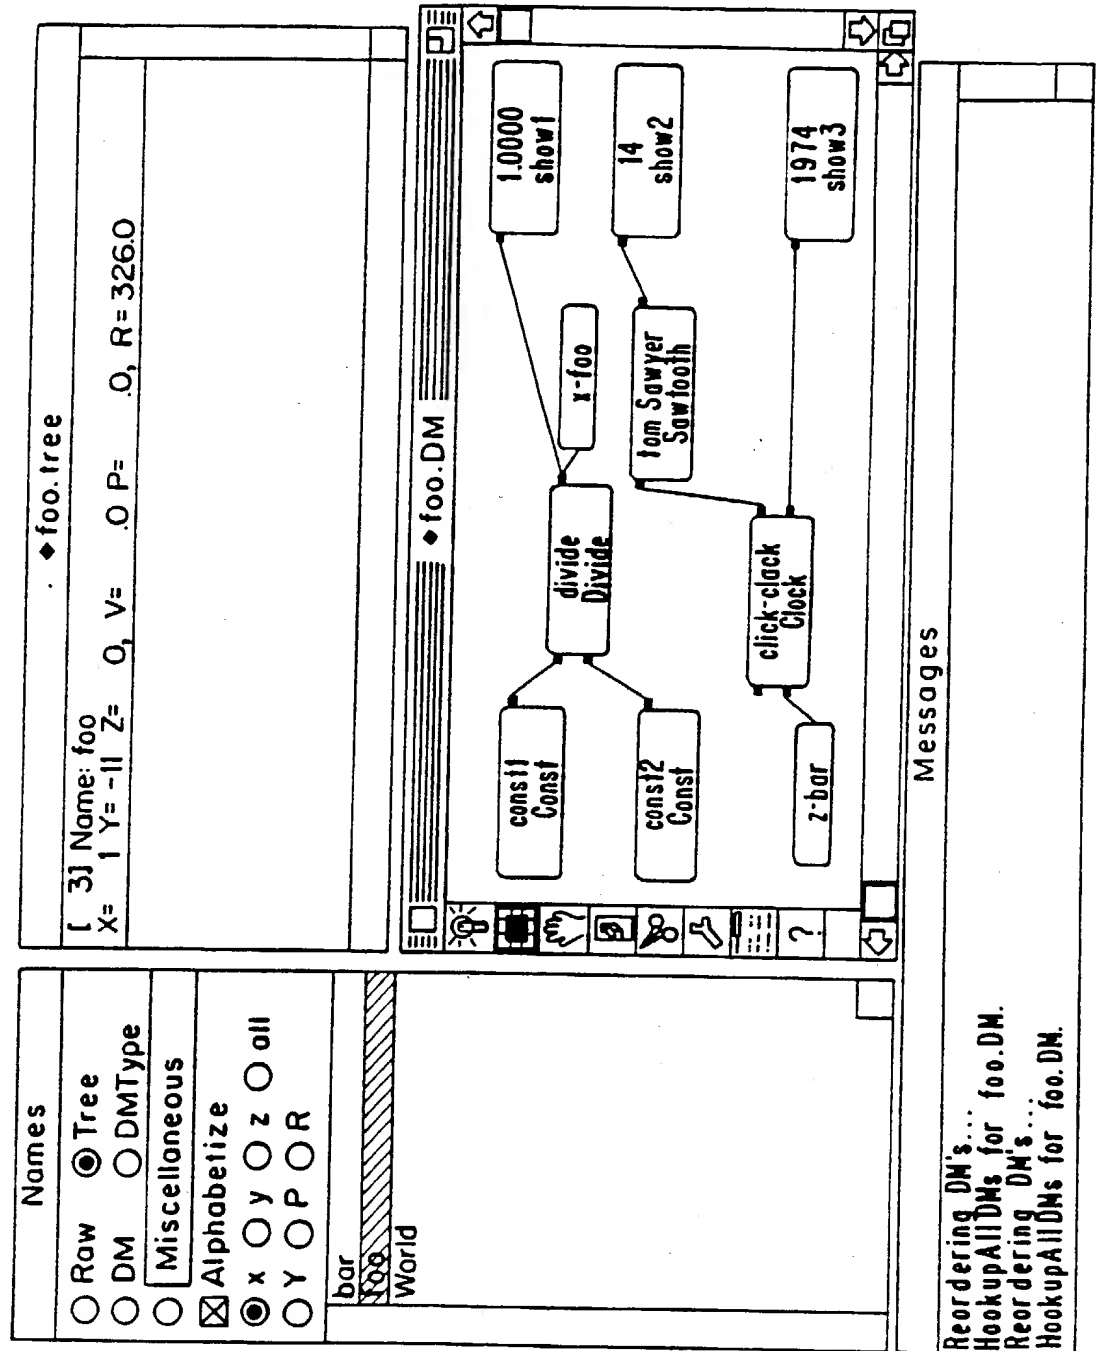 Names
Raw Tree
DM DMType
Miscellaneous
Alphabetize
x y z all
Y P R
bar
foo
World
◆foo.tree
[ 3] Name: foo
X= 1 Y= -11 Z= 0, V= .0 P= .0, R= 326.0
◆foo.DM
?
const1
Const
const2
Const
z-bar
divide
Divide
click-clack
Clock
x-foo
tom Sawyer
Sawtooth
1.0000
show1
14
show2
1974
show3
Messages
Reordering DM's...
HookupAllDMs for foo.DM.
Reordering DM's...
HookupAllDMs for foo.DM.